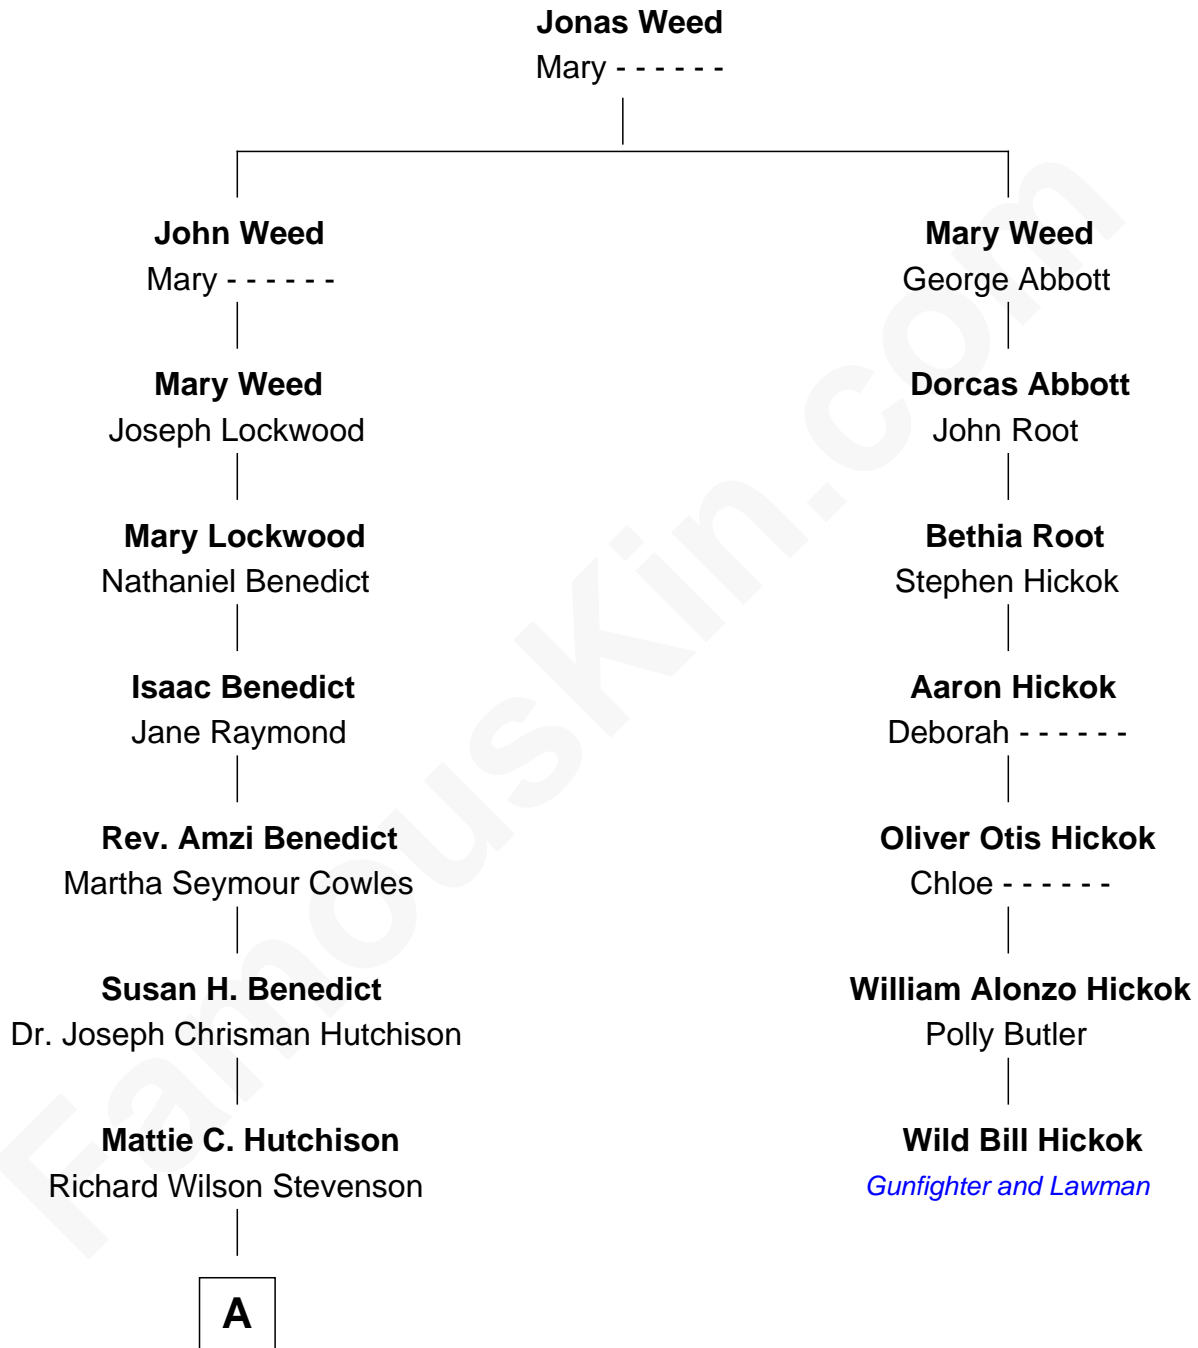 Jonas Weed
Mary - - - - - -
John Weed
Mary - - - - - -
Mary Weed
George Abbott
Mary Weed
Joseph Lockwood
Dorcas Abbott
John Root
Mary Lockwood
Nathaniel Benedict
Bethia Root
Stephen Hickok
Isaac Benedict
Jane Raymond
Aaron Hickok
Deborah - - - - - -
Rev. Amzi Benedict
Martha Seymour Cowles
Oliver Otis Hickok
Chloe - - - - - -
Susan H. Benedict
Dr. Joseph Chrisman Hutchison
William Alonzo Hickok
Polly Butler
Mattie C. Hutchison
Richard Wilson Stevenson
Wild Bill Hickok
Gunfighter and Lawman
A
FamousKin.com